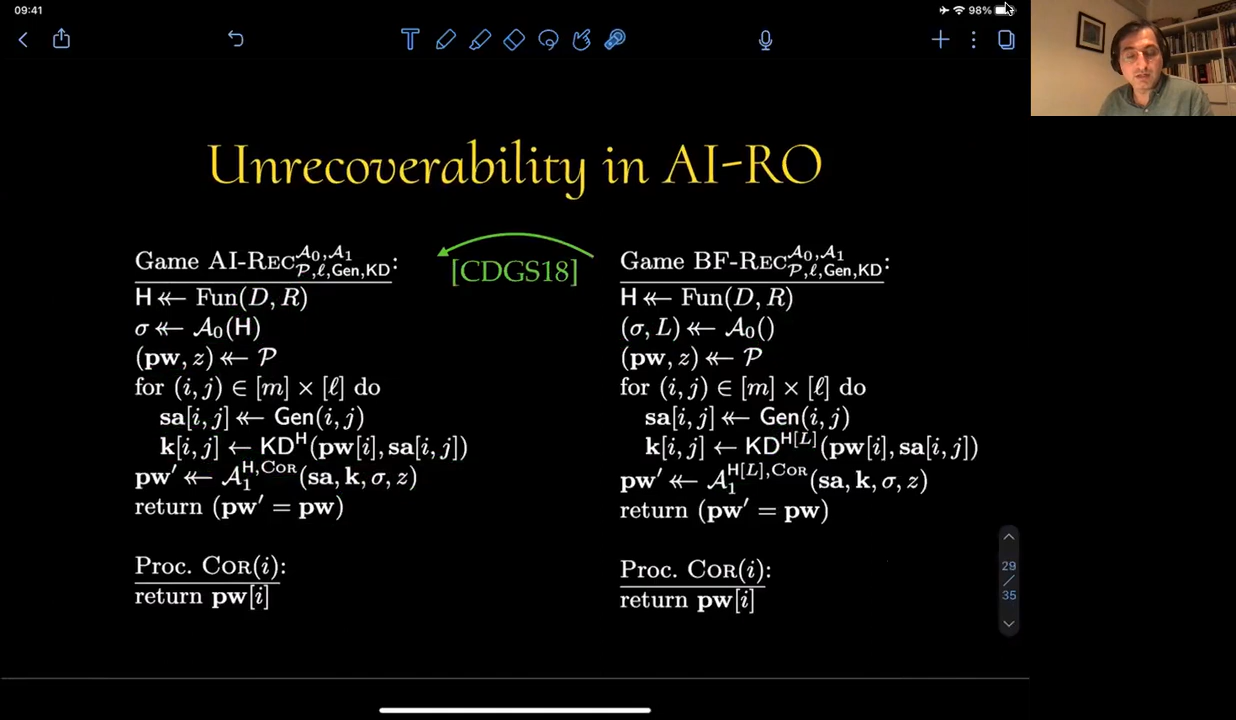 09:41
98%
Unrecoverability in AI-RO
Game AI-REC^{𝒜₀,𝒜₁}_{𝒫,ℓ,Gen,KD}:
H ↞ Fun(D, R)
σ ↞ 𝒜₀(H)
(pw, z) ↞ 𝒫
for (i, j) ∈ [m] × [ℓ] do
sa[i, j] ↞ Gen(i, j)
k[i, j] ← KD^H(pw[i], sa[i, j])
pw′ ↞ 𝒜₁^{H,COR}(sa, k, σ, z)
return (pw′ = pw)
Proc. COR(i):
return pw[i]
[CDGS18]
Game BF-REC^{𝒜₀,𝒜₁}_{𝒫,ℓ,Gen,KD}:
H ↞ Fun(D, R)
(σ, L) ↞ 𝒜₀()
(pw, z) ↞ 𝒫
for (i, j) ∈ [m] × [ℓ] do
sa[i, j] ↞ Gen(i, j)
k[i, j] ← KD^{H[L]}(pw[i], sa[i, j])
pw′ ↞ 𝒜₁^{H[L],COR}(sa, k, σ, z)
return (pw′ = pw)
Proc. COR(i):
return pw[i]
29
/
35